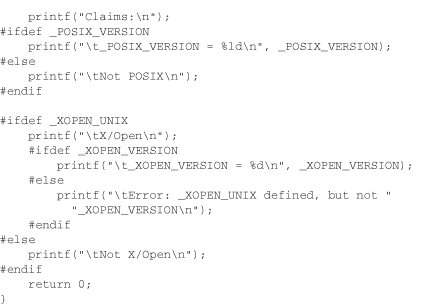 printf("Claims:\n");
#ifdef _POSIX_VERSION
printf("\t_POSIX_VERSION = %ld\n", _POSIX_VERSION);
#else
printf("\tNot POSIX\n");
#endif
#ifdef _XOPEN_UNIX
printf("\tX/Open\n");
#ifdef _XOPEN_VERSION
printf("\t_XOPEN_VERSION = %d\n", _XOPEN_VERSION);
#else
printf("\tError: _XOPEN_UNIX defined, but not "
"_XOPEN_VERSION\n");
#endif
#else
printf("\tNot X/Open\n");
#endif
return 0;
}